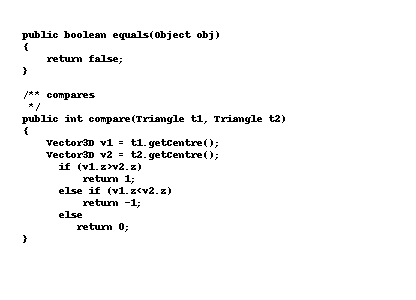 public boolean equals(Object obj)
{
    return false;
}

/** compares
 */
public int compare(Triangle t1, Triangle t2)
{
    Vector3D v1 = t1.getCentre();
    Vector3D v2 = t2.getCentre();
      if (v1.z>v2.z)
          return 1;
      else if (v1.z<v2.z)
          return -1;
      else
         return 0;
}